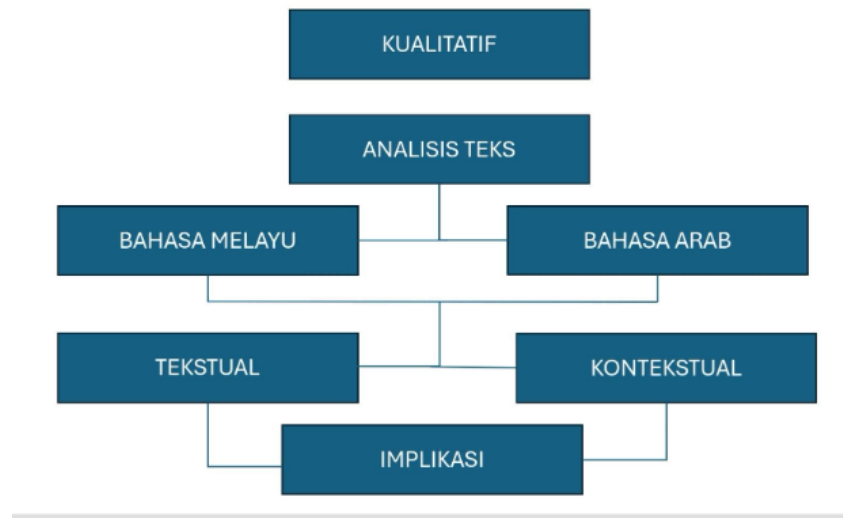 KUALITATIF
ANALISIS TEKS
BAHASA MELAYU
BAHASA ARAB
TEKSTUAL
KONTEKSTUAL
IMPLIKASI